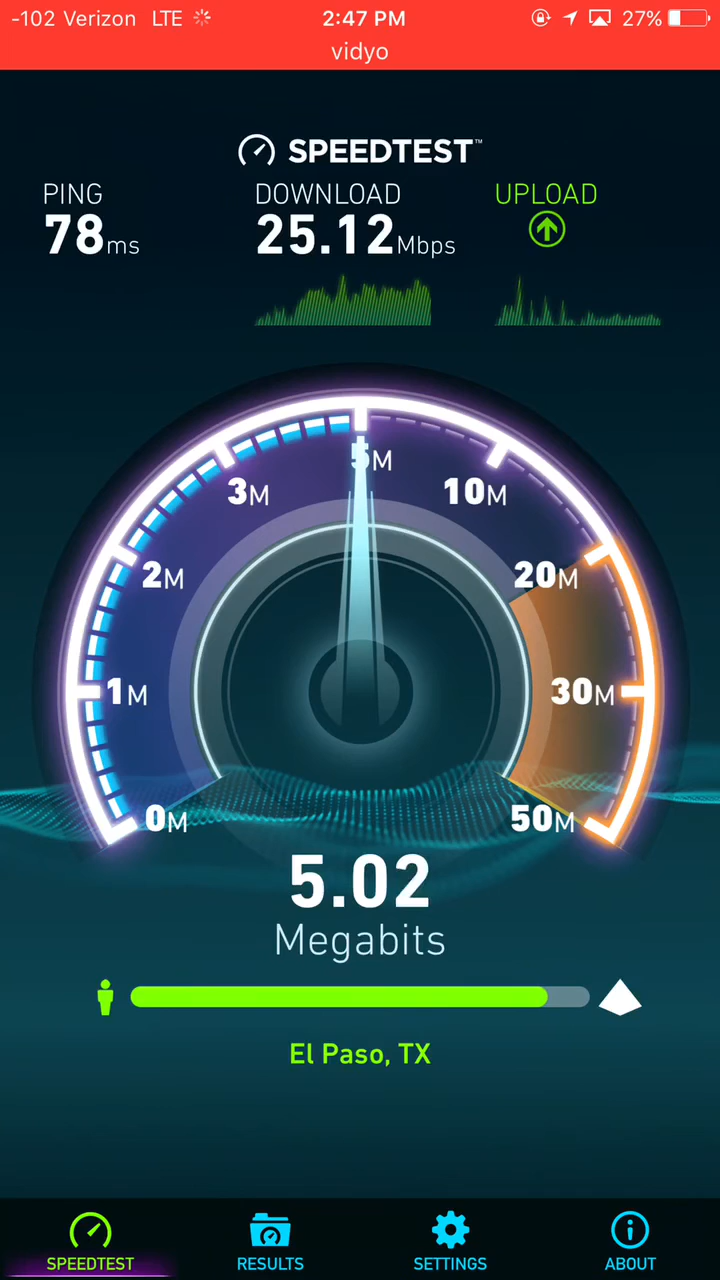 -102 Verizon LTE 2:47 PM 27%
vidyo
SPEEDTEST™
PING DOWNLOAD UPLOAD
78ms 25.12Mbps
5M
3M 10M
2M 20M
1M 30M
0M 50M
5.02
Megabits
El Paso, TX
SPEEDTEST RESULTS SETTINGS ABOUT